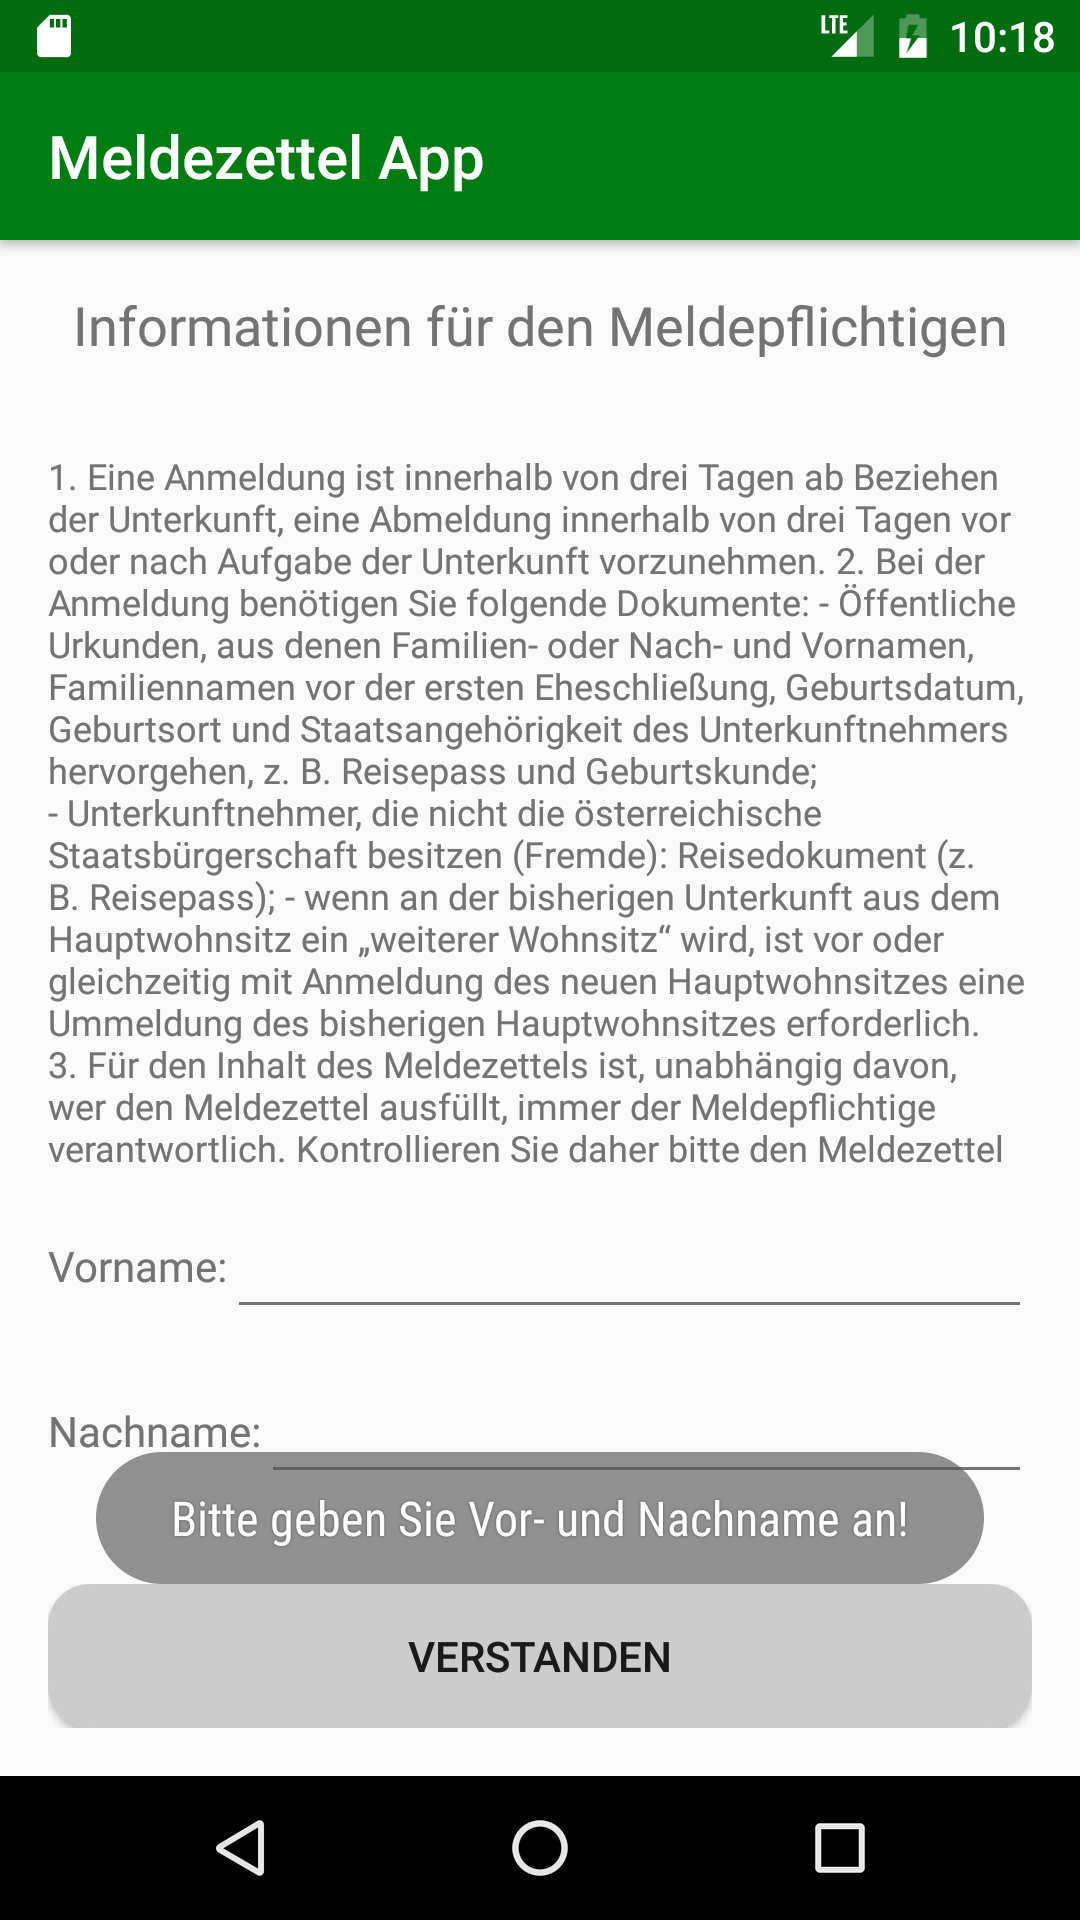 LTE 10:18
Meldezettel App
Informationen für den Meldepflichtigen
1. Eine Anmeldung ist innerhalb von drei Tagen ab Beziehen
der Unterkunft, eine Abmeldung innerhalb von drei Tagen vor
oder nach Aufgabe der Unterkunft vorzunehmen. 2. Bei der
Anmeldung benötigen Sie folgende Dokumente: - Öffentliche
Urkunden, aus denen Familien- oder Nach- und Vornamen,
Familiennamen vor der ersten Eheschließung, Geburtsdatum,
Geburtsort und Staatsangehörigkeit des Unterkunftnehmers
hervorgehen, z. B. Reisepass und Geburtskunde;
- Unterkunftnehmer, die nicht die österreichische
Staatsbürgerschaft besitzen (Fremde): Reisedokument (z.
B. Reisepass); - wenn an der bisherigen Unterkunft aus dem
Hauptwohnsitz ein „weiterer Wohnsitz“ wird, ist vor oder
gleichzeitig mit Anmeldung des neuen Hauptwohnsitzes eine
Ummeldung des bisherigen Hauptwohnsitzes erforderlich.
3. Für den Inhalt des Meldezettels ist, unabhängig davon,
wer den Meldezettel ausfüllt, immer der Meldepflichtige
verantwortlich. Kontrollieren Sie daher bitte den Meldezettel
Vorname:
Nachname:
Bitte geben Sie Vor- und Nachname an!
VERSTANDEN